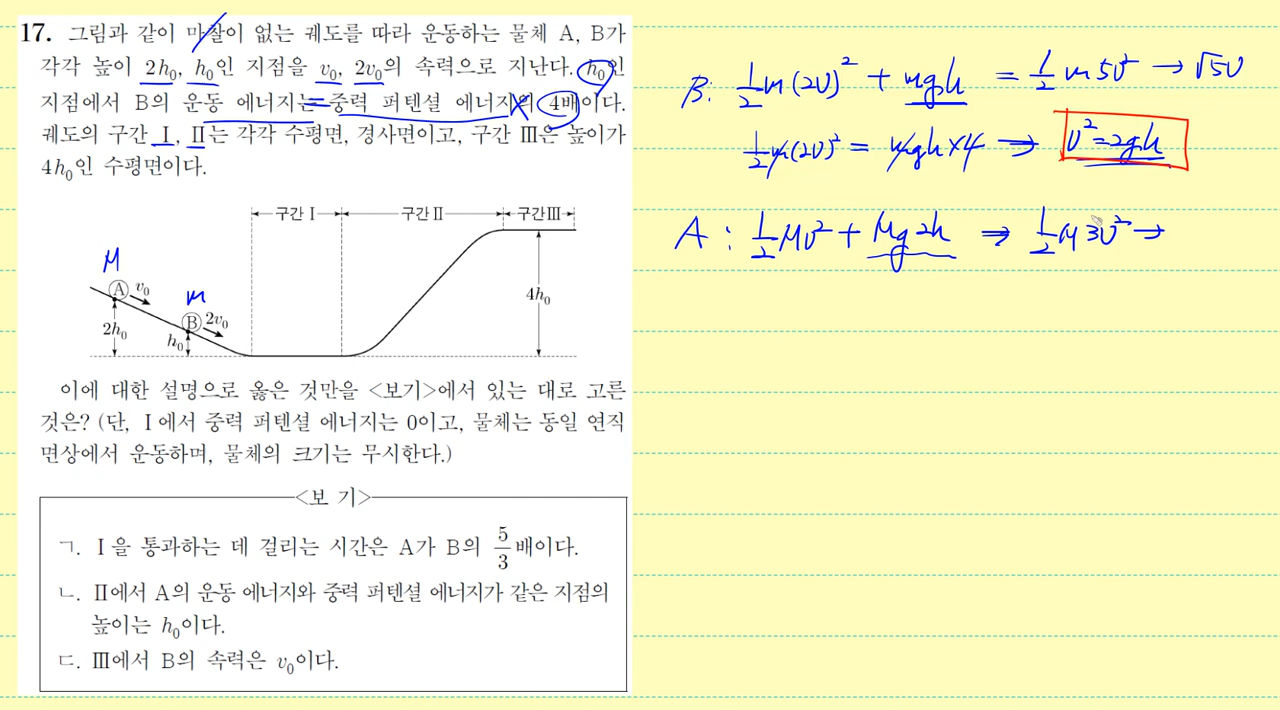 17. 그림과 같이 마찰이 없는 궤도를 따라 운동하는 물체 A, B가
각각 높이 2h₀, h₀인 지점을 v₀, 2v₀의 속력으로 지난다. h₀인
지점에서 B의 운동 에너지는 = 중력 퍼텐셜 에너지의 × 4배이다.
궤도의 구간 Ⅰ, Ⅱ는 각각 수평면, 경사면이고, 구간 Ⅲ은 높이가
4h₀인 수평면이다.
구간 Ⅰ 구간 Ⅱ 구간 Ⅲ
M
A v₀
m
B 2v₀
2h₀ h₀ 4h₀
이에 대한 설명으로 옳은 것만을 <보기>에서 있는 대로 고른
것은? (단, Ⅰ에서 중력 퍼텐셜 에너지는 0이고, 물체는 동일 연직
면상에서 운동하며, 물체의 크기는 무시한다.)
<보 기>
ㄱ. Ⅰ을 통과하는 데 걸리는 시간은 A가 B의 5/3배이다.
ㄴ. Ⅱ에서 A의 운동 에너지와 중력 퍼텐셜 에너지가 같은 지점의
높이는 h₀이다.
ㄷ. Ⅲ에서 B의 속력은 v₀이다.
B: ½m(2v)² + mgh = ½m5v² → √5v
½m(2v)² = mgh×4 → v²=2gh
A : ½Mv² + Mg2h ⇒ ½M3v² →